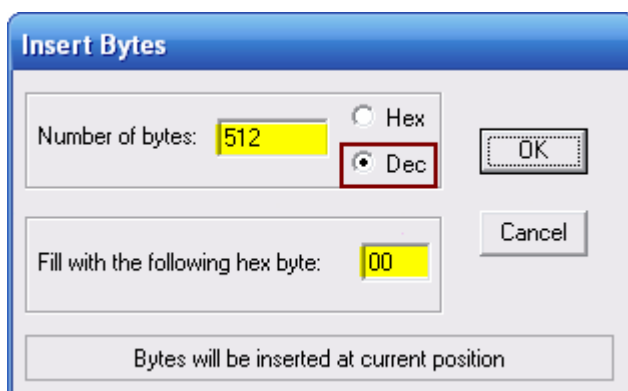 Insert Bytes
Number of bytes: 512
Hex
Dec
OK
Cancel
Fill with the following hex byte: 00
Bytes will be inserted at current position